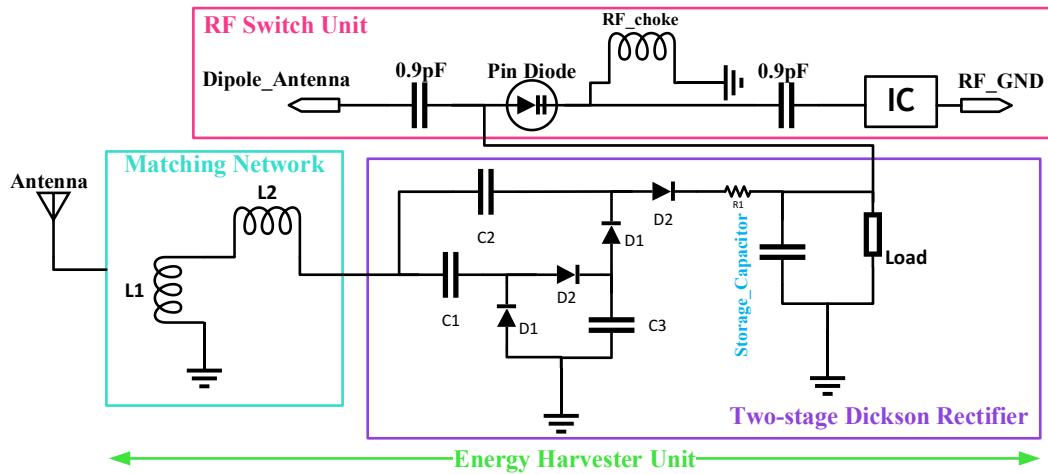 RF Switch Unit
RF_choke
Dipole_Antenna
0.9pF
Pin Diode
0.9pF
IC
RF_GND
Matching Network
Antenna
L2
L1
C2
D2
R1
D1
C1
D2
D1
C3
Storage_Capacitor
Load
Two-stage Dickson Rectifier
Energy Harvester Unit